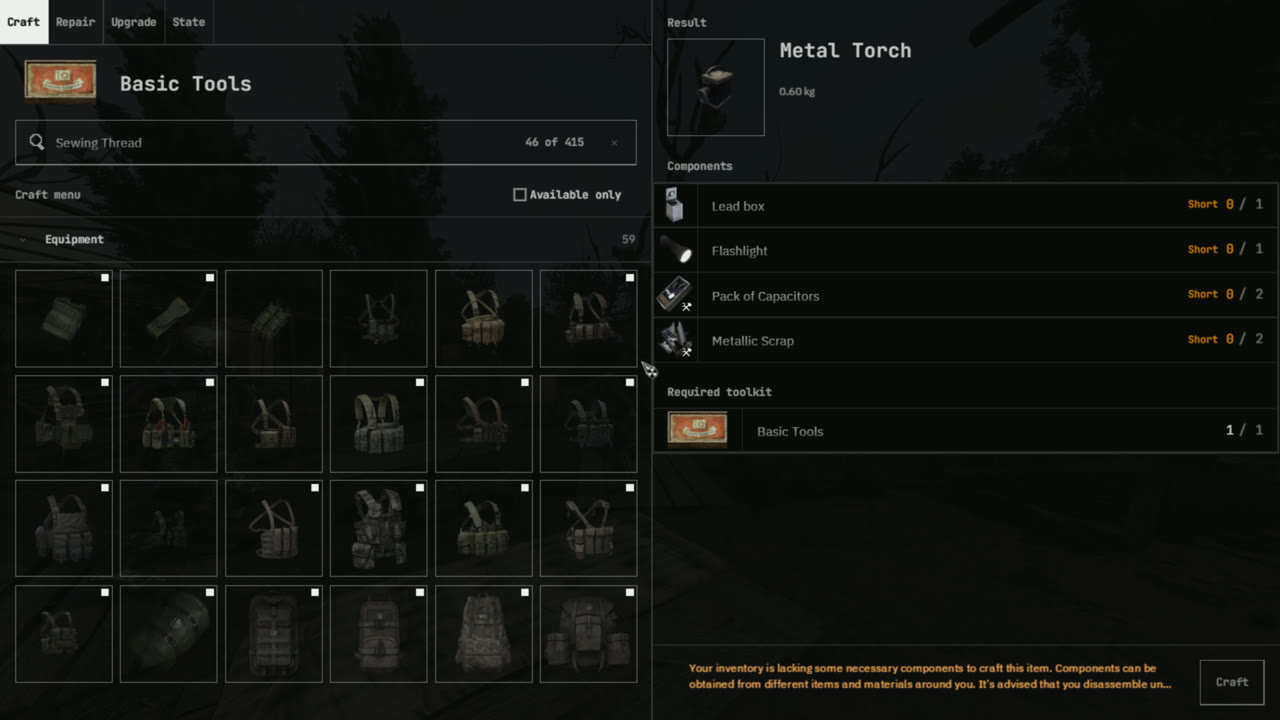 Craft
Repair
Upgrade
State
Basic Tools
Sewing Thread
46 of 415
×
Craft menu
Available only
Equipment
59
Result
Metal Torch
0.60 kg
Components
Lead box
Short 0 / 1
Flashlight
Short 0 / 1
Pack of Capacitors
Short 0 / 2
Metallic Scrap
Short 0 / 2
Required toolkit
Basic Tools
1 / 1
Your inventory is lacking some necessary components to craft this item. Components can be
obtained from different items and materials around you. It's advised that you disassemble un...
Craft